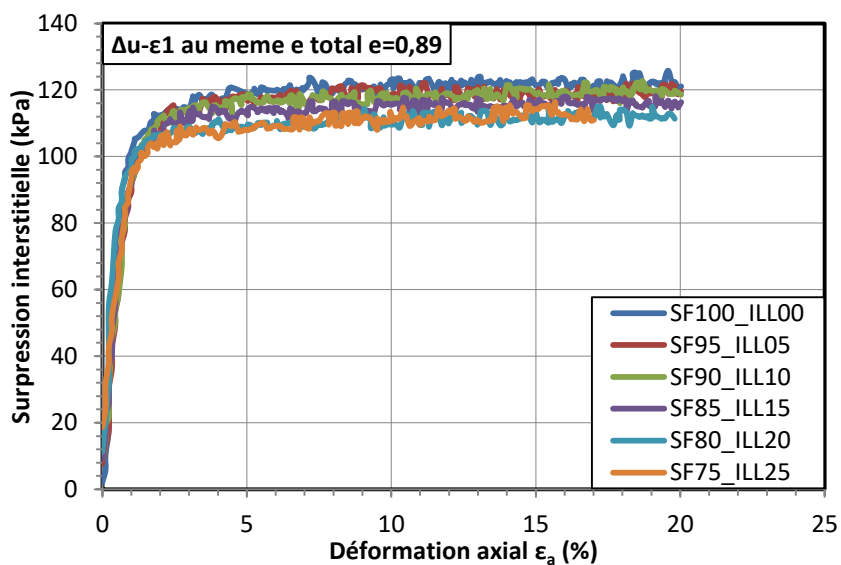 Δu-ε1 au meme e total e=0,89
Surpression interstitielle (kPa)
140
120
100
80
60
40
20
0
SF100_ILL00
SF95_ILL05
SF90_ILL10
SF85_ILL15
SF80_ILL20
SF75_ILL25
0 5 10 15 20 25
Déformation axial εa (%)